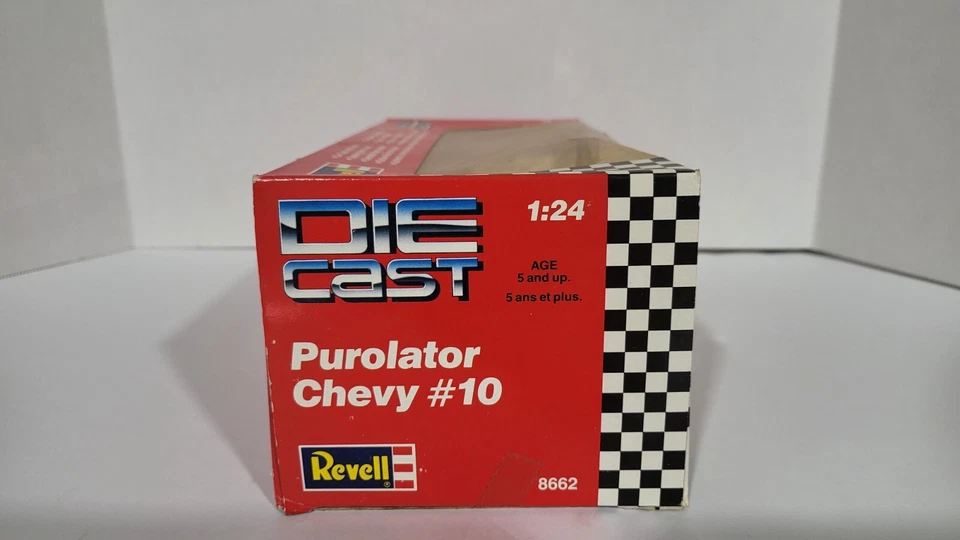 DIE
CAST
1:24
AGE
5 and up.
5 ans et plus.
Purolator
Chevy #10
Revell
8662